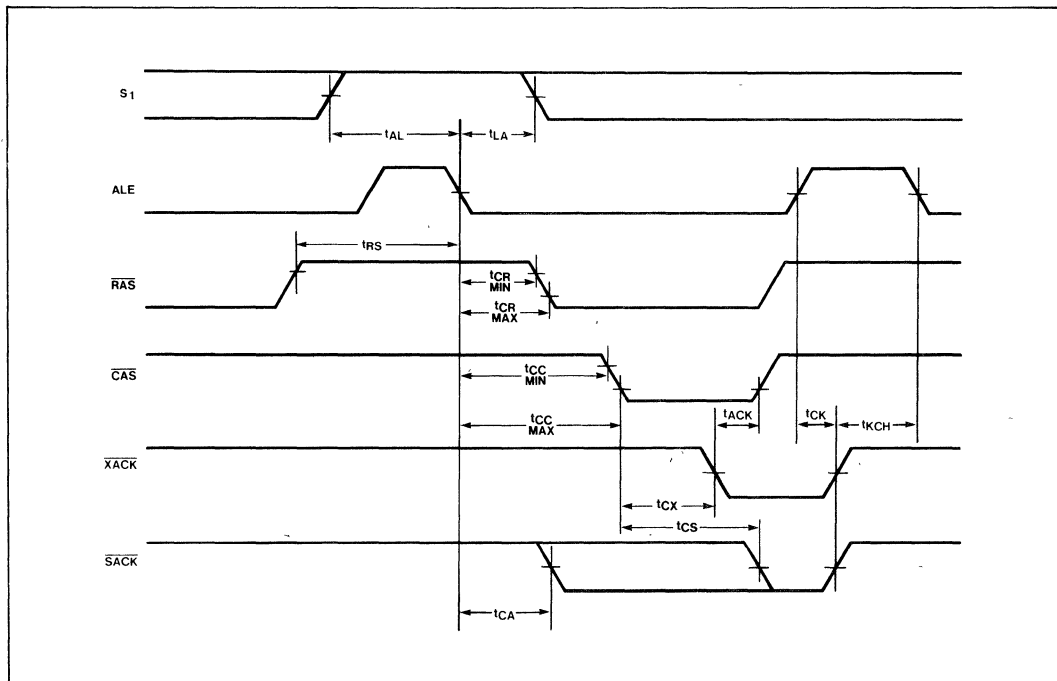 S1
tAL
tLA
ALE
tRS
RAS
tCR
MIN
tCR
MAX
CAS
tCC
MIN
tCC
MAX
tACK
tCK
tKCH
XACK
tCX
tCS
SACK
tCA